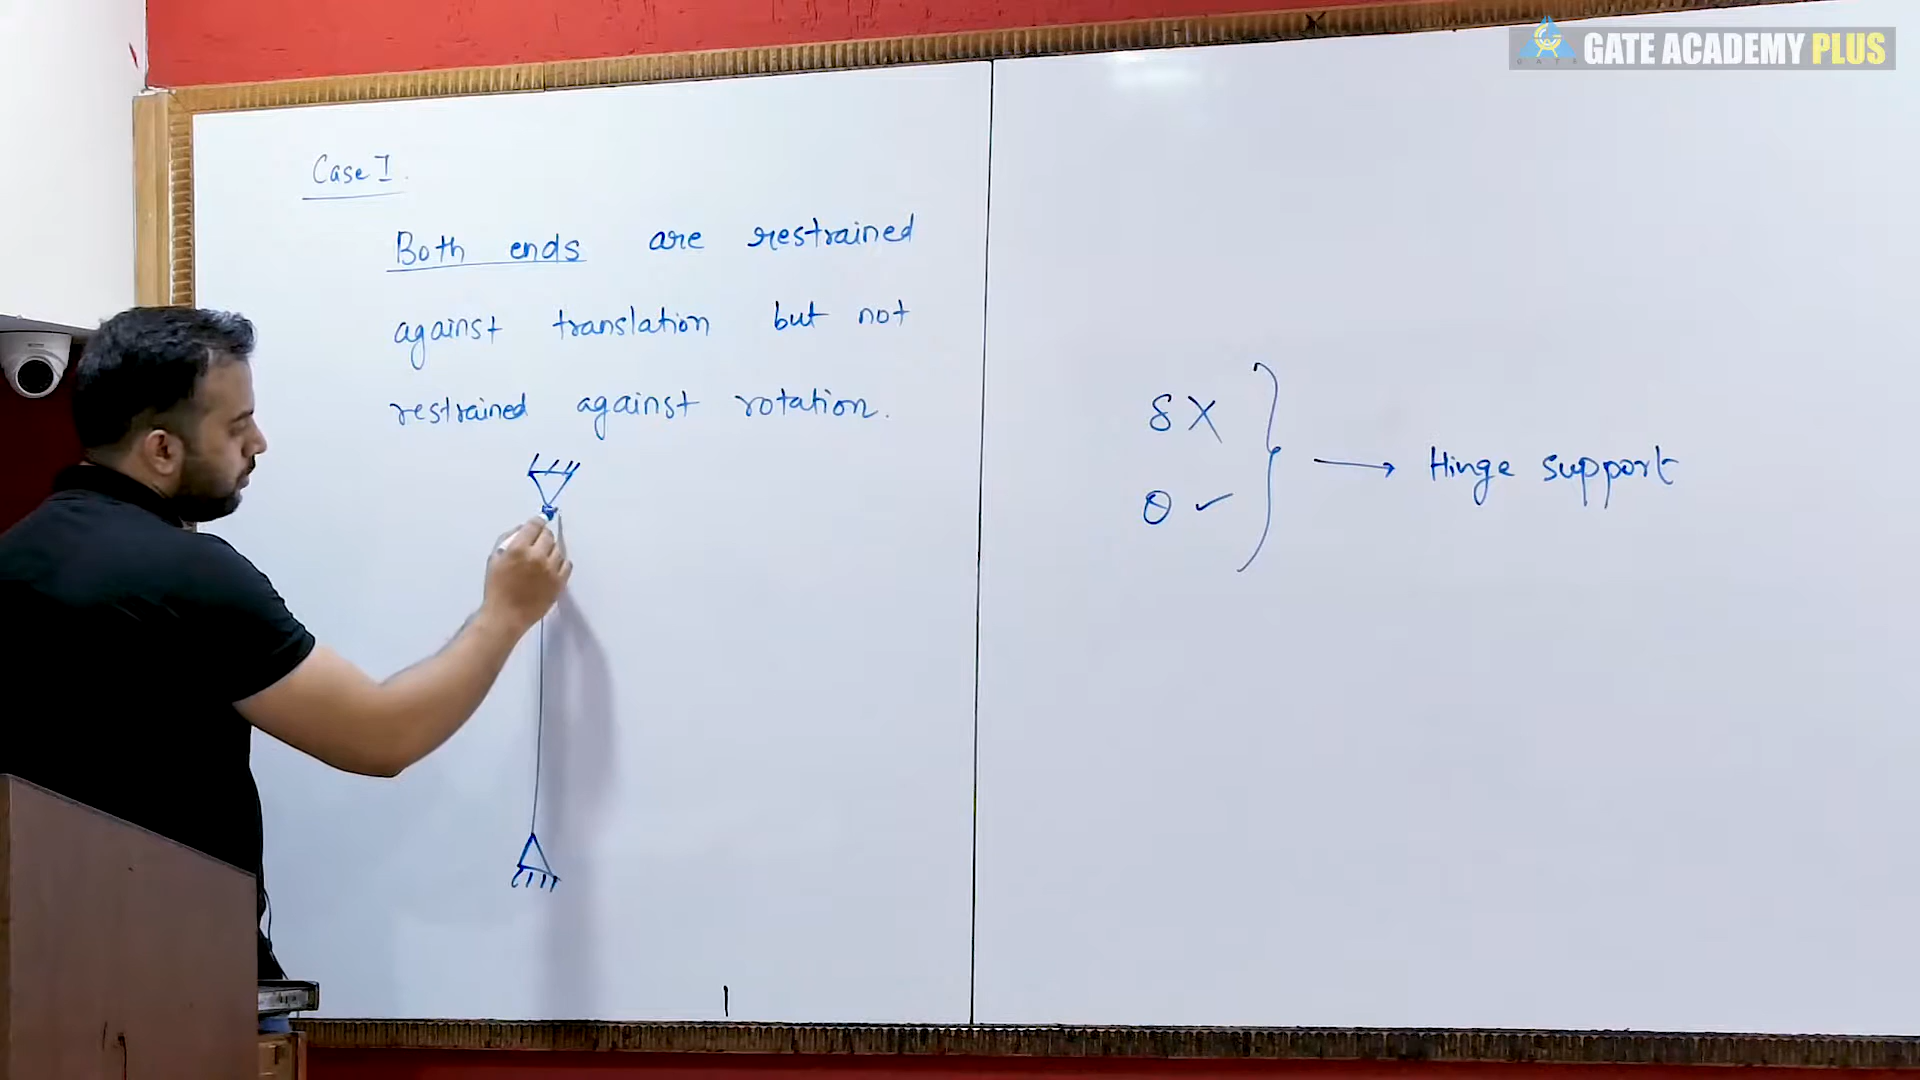 GATE ACADEMY PLUS
Case I.
Both ends are restrained
against translation but not
restrained against rotation.
δ X
θ ✓
→ Hinge support